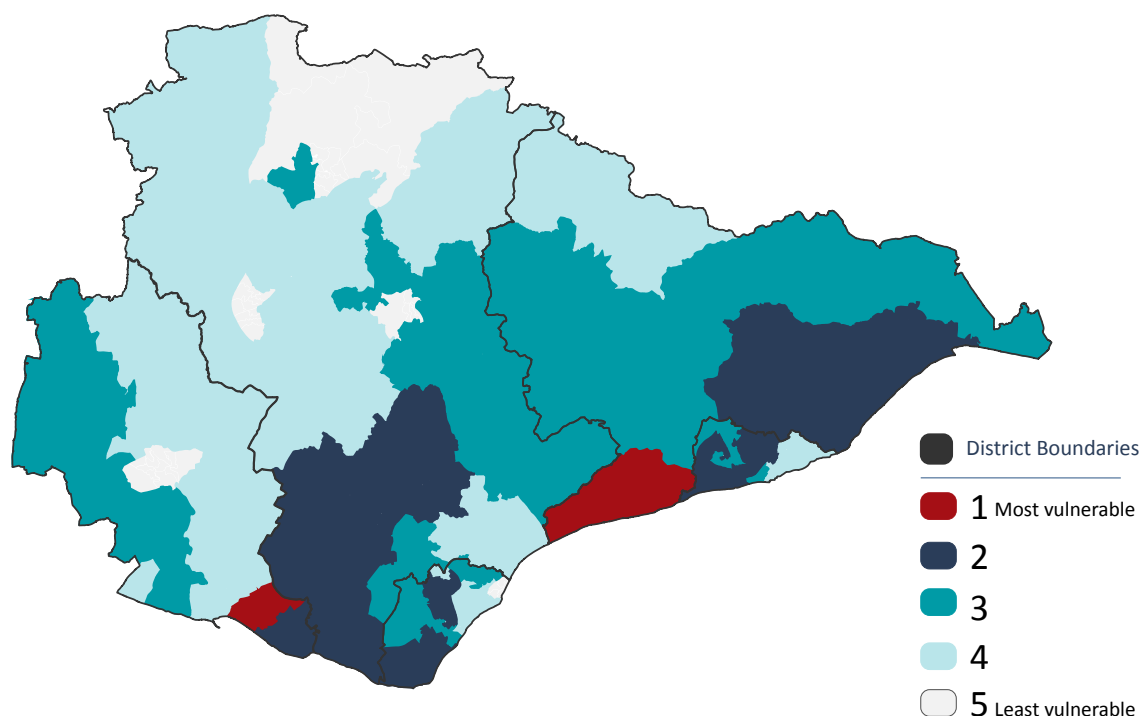 District Boundaries
1 Most vulnerable
2
3
4
5 Least vulnerable